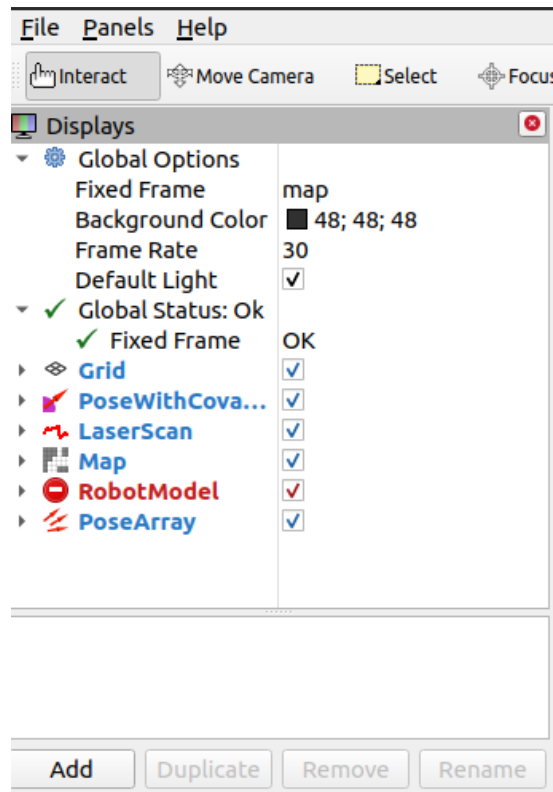 File Panels Help
Interact Move Camera Select Focus
Displays
Global Options
Fixed Frame map
Background Color 48; 48; 48
Frame Rate 30
Default Light
Global Status: Ok
Fixed Frame OK
Grid
PoseWithCova...
LaserScan
Map
RobotModel
PoseArray
Add Duplicate Remove Rename